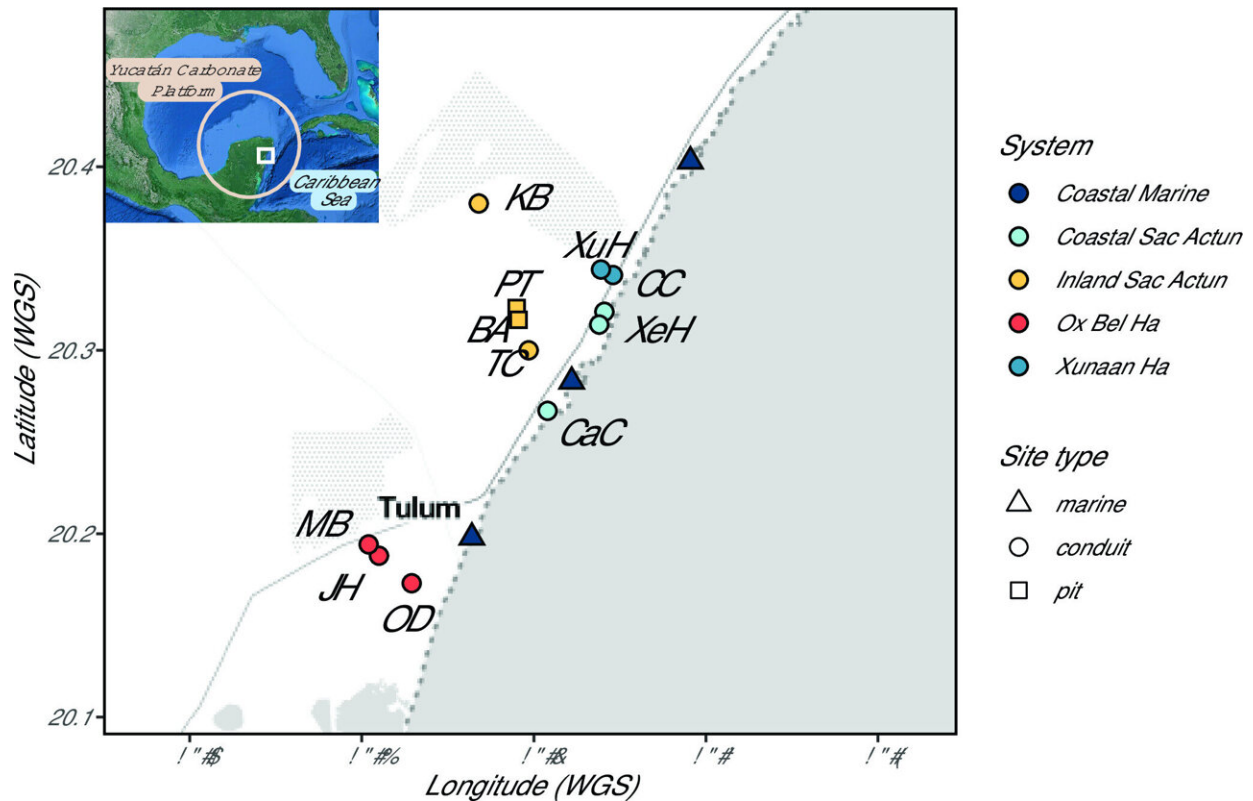 Yucatán Carbonate
Platform
Caribbean
Sea
20.4
20.3
20.2
20.1
Latitude (WGS)
KB
XuH
PT
CC
BA
XeH
TC
CaC
Tulum
MB
JH
OD
!"#$
!"#%
!"#&
!"#
!"#(
Longitude (WGS)
System
Coastal Marine
Coastal Sac Actun
Inland Sac Actun
Ox Bel Ha
Xunaan Ha
Site type
marine
conduit
pit